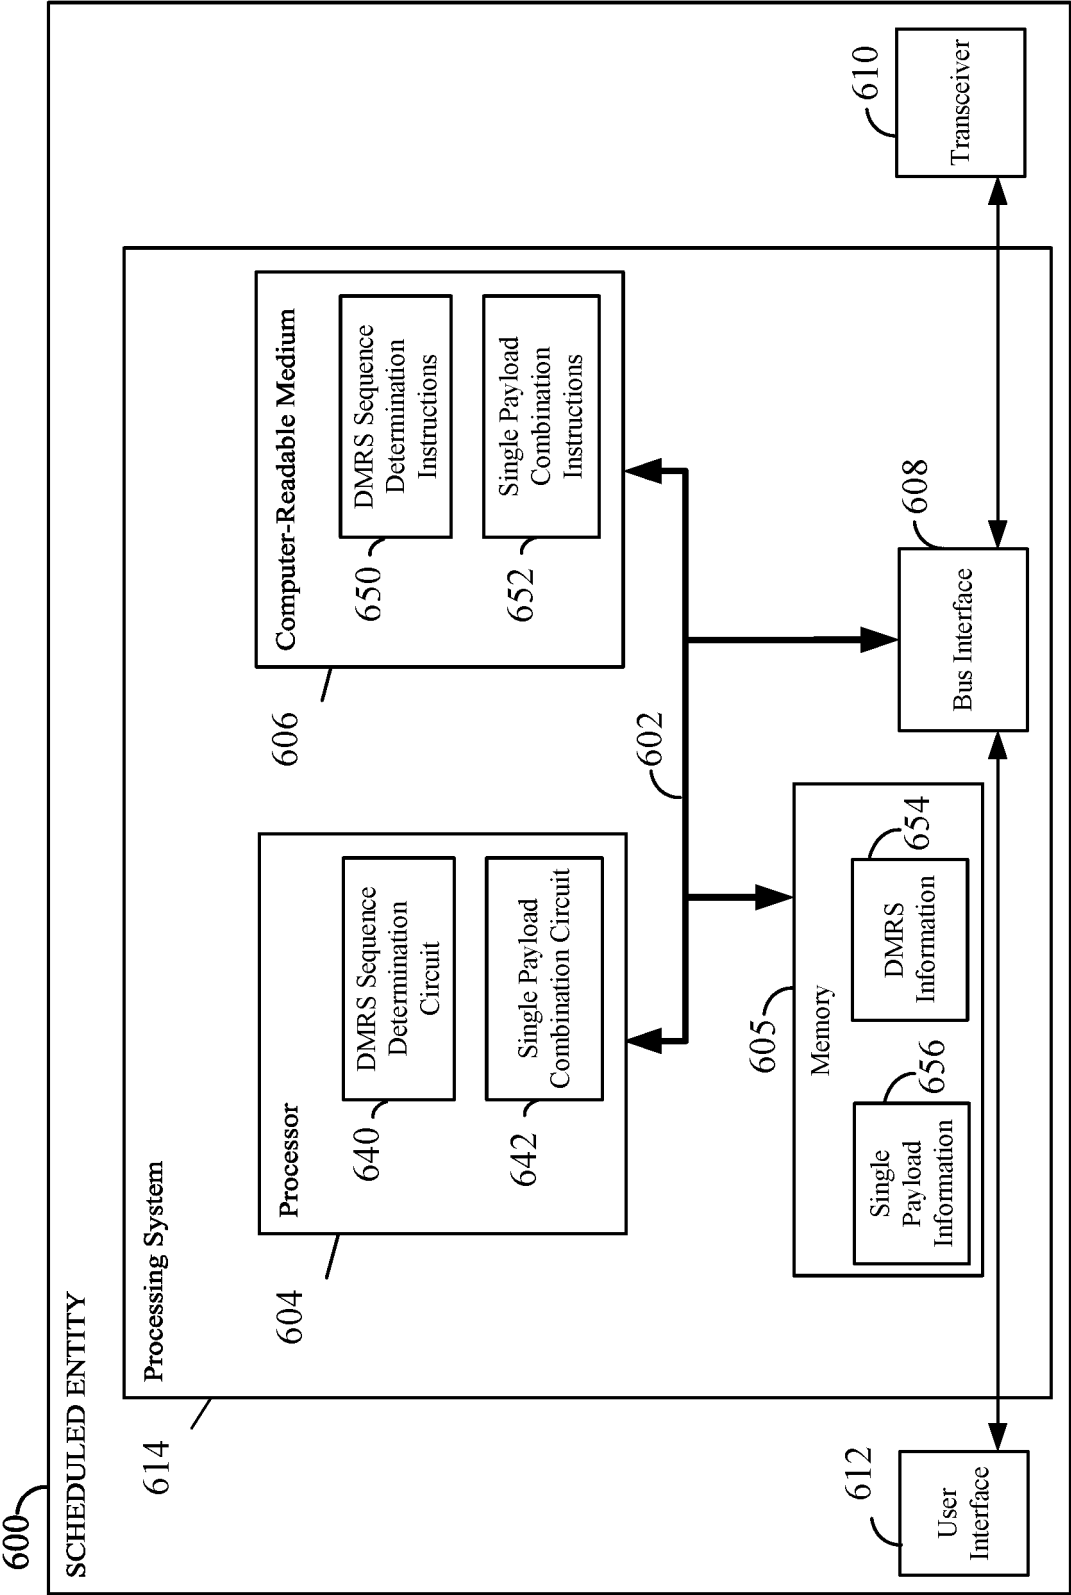 600
SCHEDULED ENTITY
614
Processing System
604
Processor
640
DMRS Sequence
Determination
Circuit
642
Single Payload
Combination Circuit
606
Computer-Readable Medium
650
DMRS Sequence
Determination
Instructions
652
Single Payload
Combination
Instructions
602
605
Memory
656
Single
Payload
Information
654
DMRS
Information
608
Bus Interface
612
User
Interface
610
Transceiver